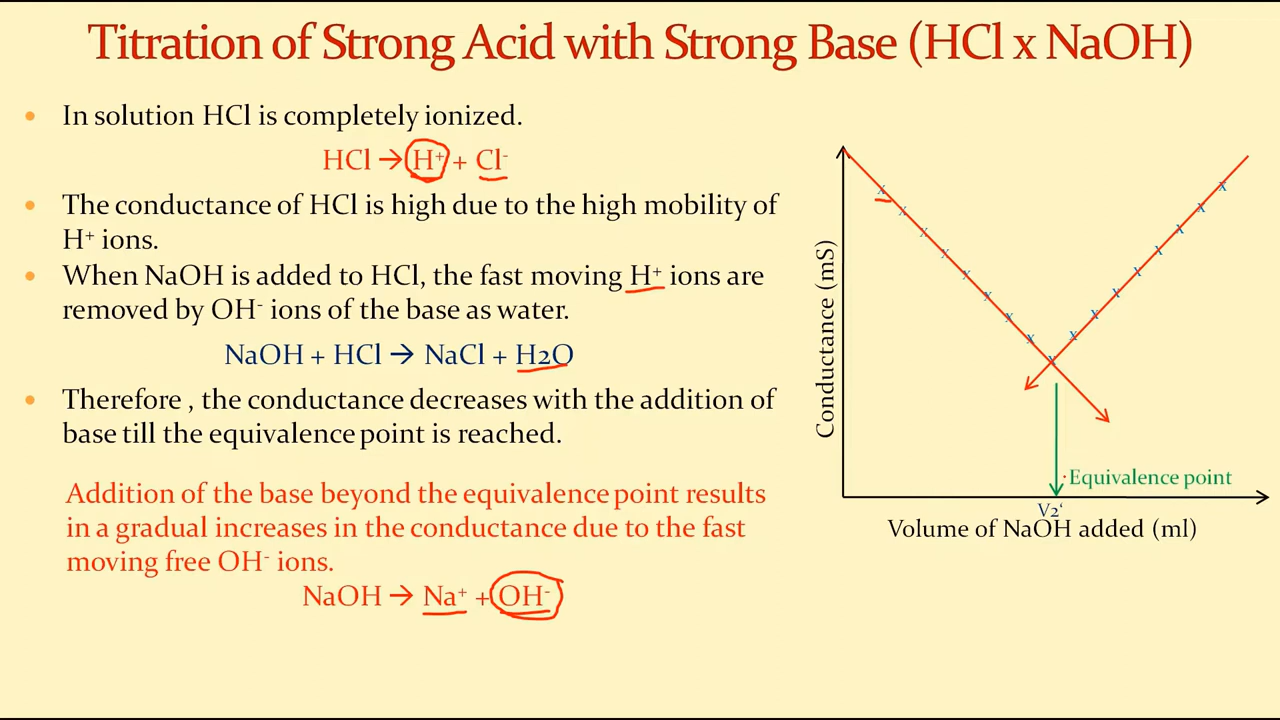 Titration of Strong Acid with Strong Base (HCl x NaOH)
• In solution HCl is completely ionized.
HCl → H⁺ + Cl⁻
• The conductance of HCl is high due to the high mobility of
H⁺ ions.
• When NaOH is added to HCl, the fast moving H⁺ ions are
removed by OH⁻ ions of the base as water.
NaOH + HCl → NaCl + H2O
• Therefore , the conductance decreases with the addition of
base till the equivalence point is reached.
Addition of the base beyond the equivalence point results
in a gradual increases in the conductance due to the fast
moving free OH⁻ ions.
NaOH → Na⁺ + OH⁻
Conductance (mS)
Equivalence point
V2‘
Volume of NaOH added (ml)